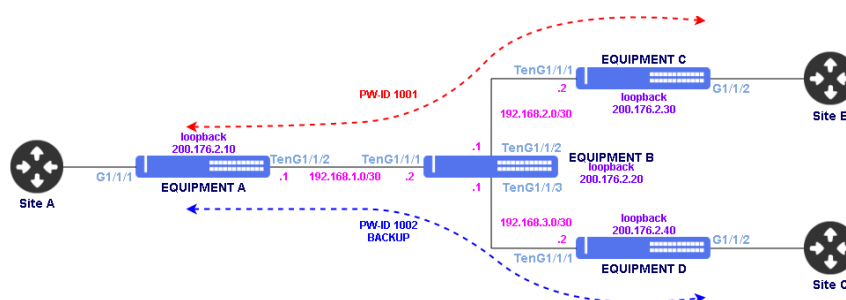 EQUIPMENT C
TenG1/1/1
.2
loopback
200.176.2.30
G1/1/2
Site
PW-ID 1001
192.168.2.0/30
loopback
200.176.2.10
.1
TenG1/1/2
TenG1/1/2
TenG1/1/1
EQUIPMENT B
loopback
200.176.2.20
G1/1/1
EQUIPMENT A
.1
192.168.1.0/30
.2
.1
TenG1/1/3
Site A
PW-ID 1002
BACKUP
192.168.3.0/30
.2
loopback
200.176.2.40
G1/1/2
TenG1/1/1
EQUIPMENT D
Site